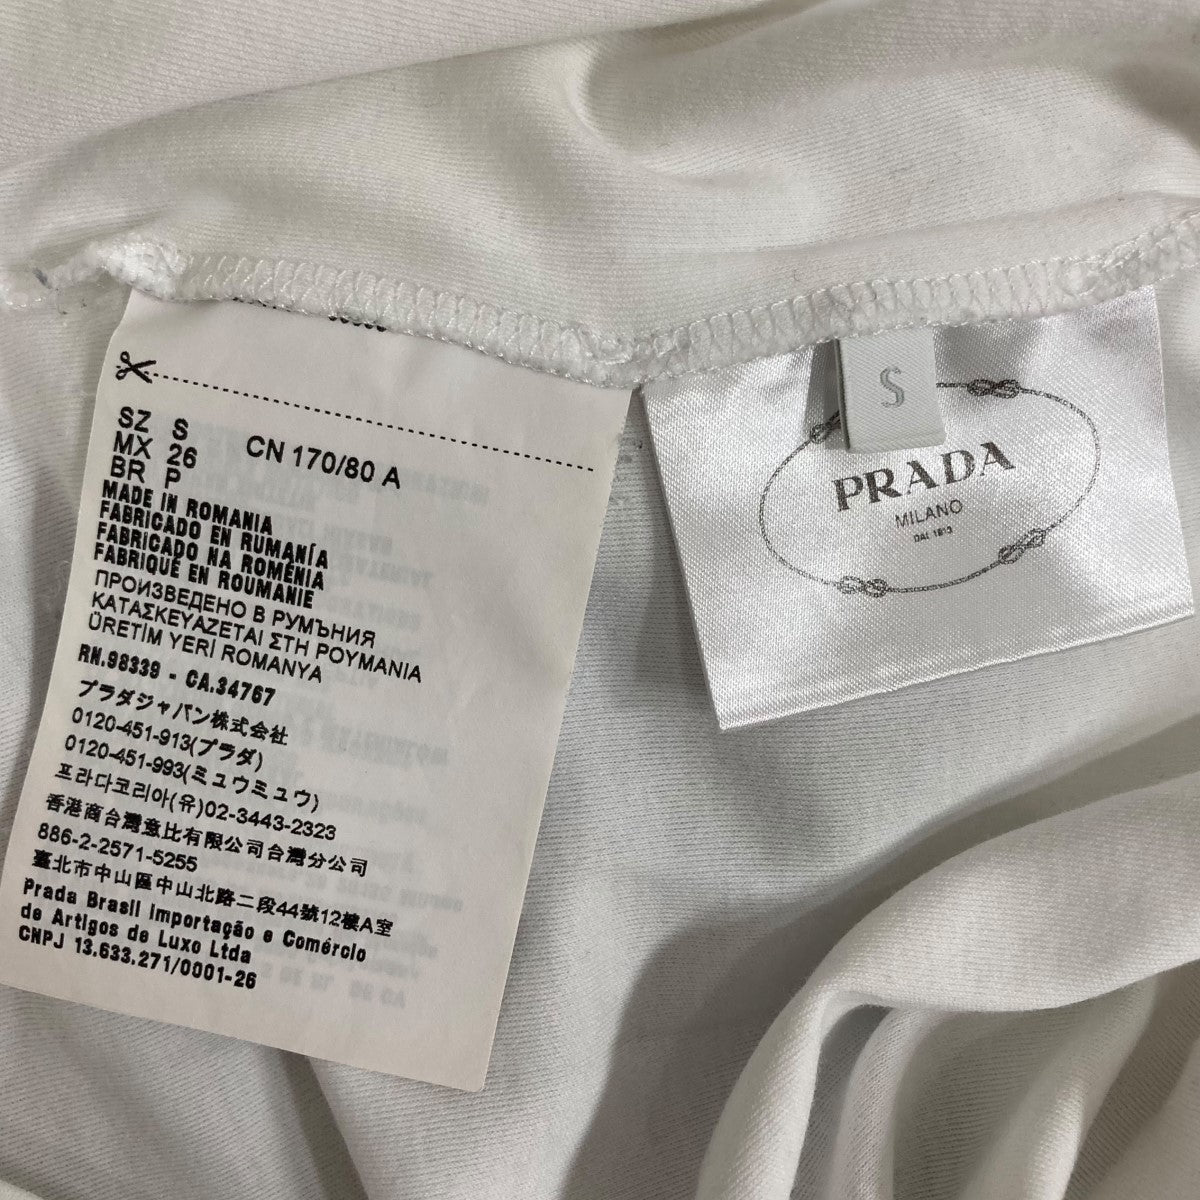 SZ S CN 170/80 A
MX 26
BR P
MADE IN ROMANIA
FABRICADO EN RUMANÍA
FABRICADO NA ROMÉNIA
FABRIQUÉ EN ROUMANIE
ПРОИЗВЕДЕНО В РУМЪНИЯ
ΚΑΤΑΣΚΕΥΑΖΕΤΑΙ ΣΤΗ ΡΟΥΜΑΝΙΑ
ÜRETİM YERİ ROMANYA
RN.98339 - CA.34767
プラダジャパン株式会社
0120-451-913(プラダ)
0120-451-993(ミュウミュウ)
프라다코리아(유)02-3443-2323
香港商台灣意比有限公司台灣分公司
886-2-2571-5255
臺北市中山區中山北路二段44號12樓A室
Prada Brasil Importação e Comércio
de Artigos de Luxo Ltda
CNPJ 13.633.271/0001-26
S
PRADA
MILANO
DAL 1913